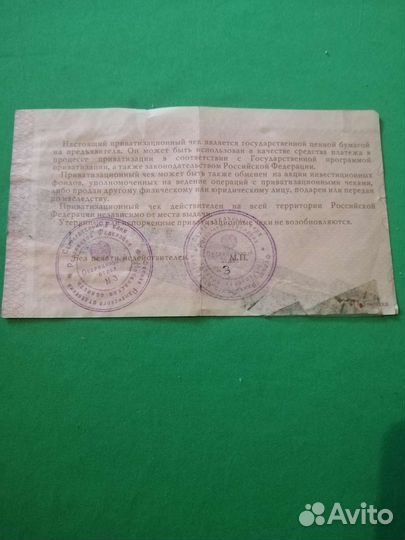 Настоящий приватизационный чек является государственной ценной бумагой
на предъявителя. Он может быть использован в качестве средства платежа в
процессе приватизации в соответствии с Государственной программой
приватизации, а также законодательством Российской Федерации.
Приватизационный чек может быть также обменен на акции инвестиционных
фондов, уполномоченных на ведение операций с приватизационными чеками,
либо продан другому физическому или юридическому лицу, подарен или передан
по наследству.
Приватизационный чек действителен на всей территории Российской
Федерации независимо от места выдачи.
Утерянные и испорченные приватизационные чеки не возобновляются.
Без печати недействителен.
М.П.
3
Avito